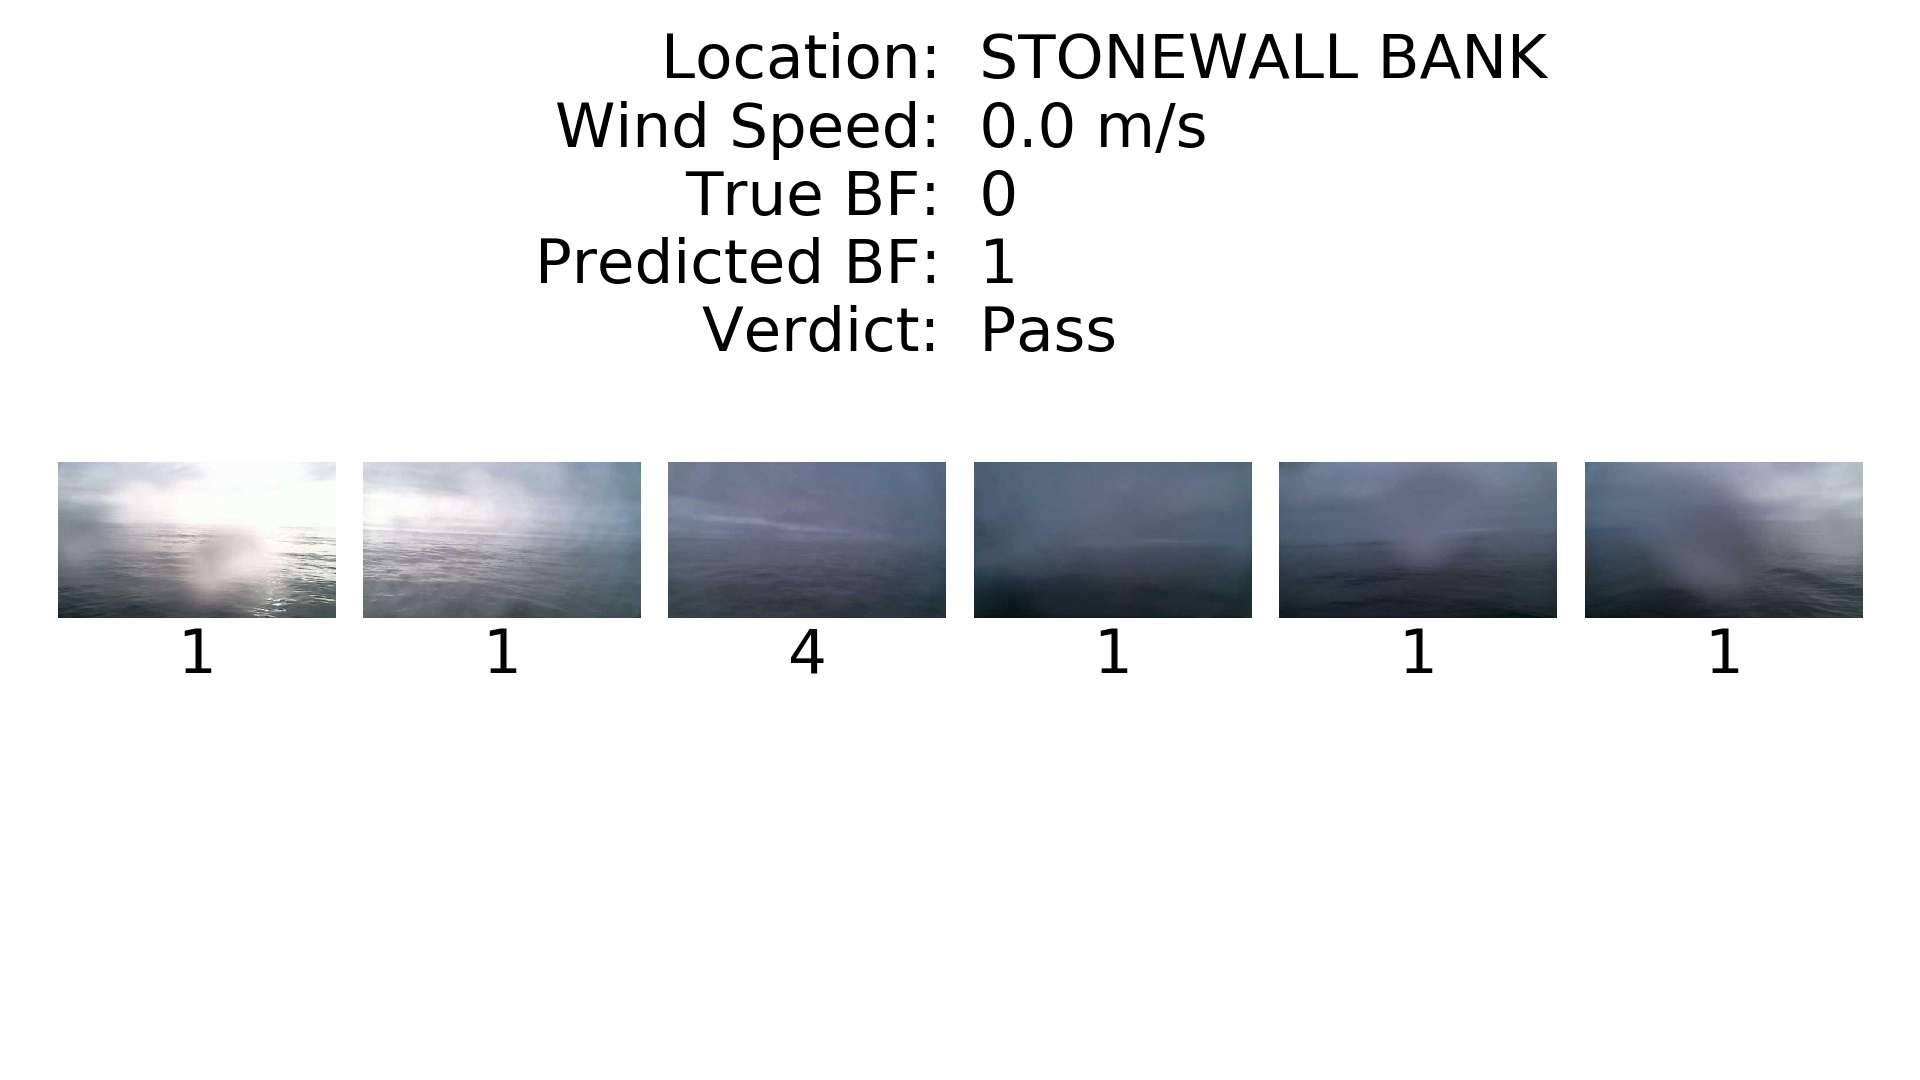 Location: STONEWALL BANK
Wind Speed: 0.0 m/s
True BF: 0
Predicted BF: 1
Verdict: Pass
1 1 4 1 1 1